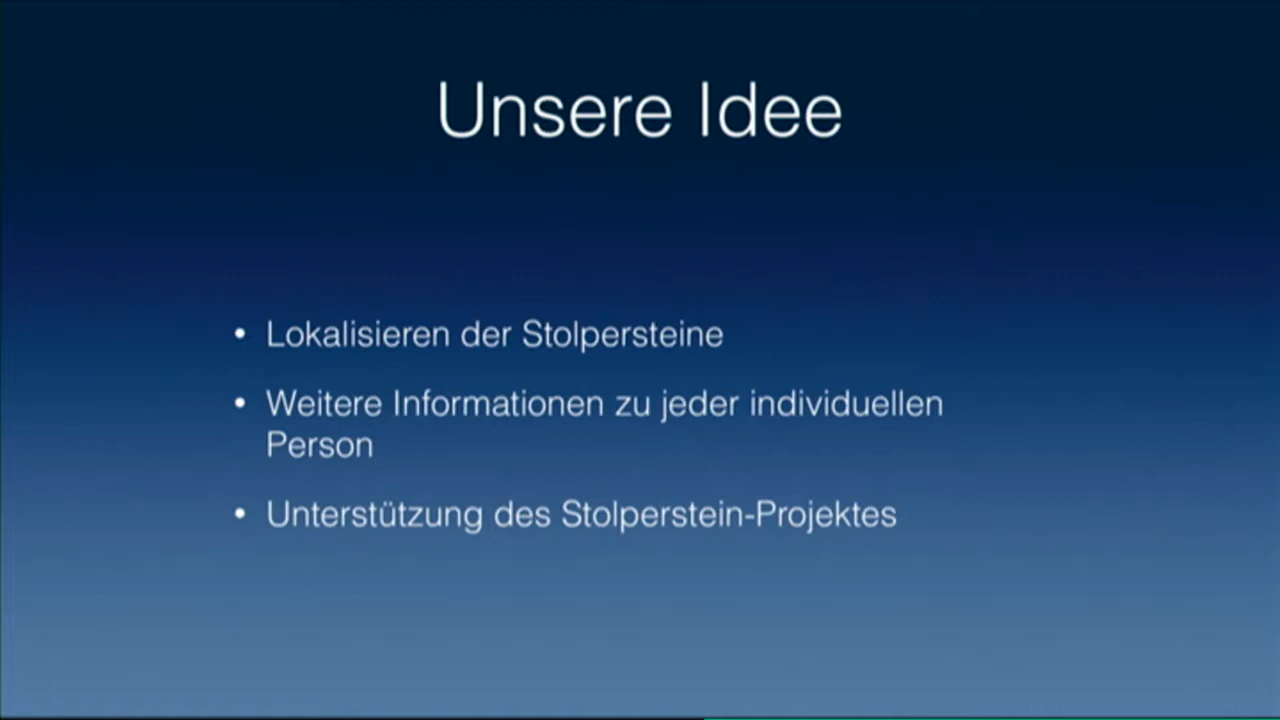 Unsere Idee
• Lokalisieren der Stolpersteine
• Weitere Informationen zu jeder individuellen
Person
• Unterstützung des Stolperstein-Projektes